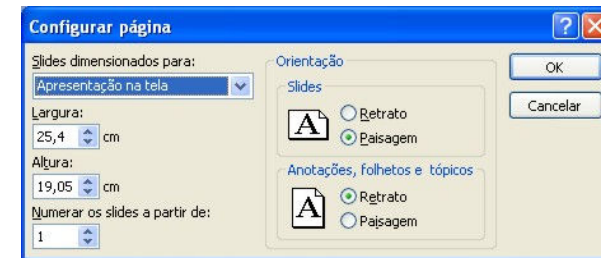 Configurar página
Slides dimensionados para:
Apresentação na tela
Largura:
25,4 cm
Altura:
19,05 cm
Numerar os slides a partir de:
1
Orientação
Slides
A
Retrato
Paisagem
Anotações, folhetos e tópicos
A
Retrato
Paisagem
OK
Cancelar